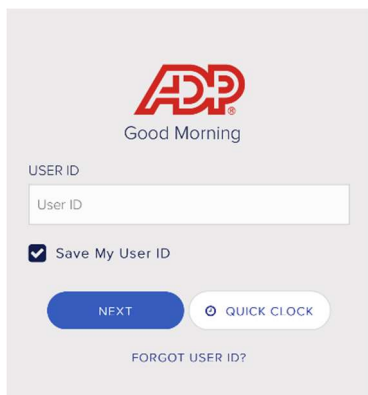 ADP®
Good Morning
USER ID
User ID
Save My User ID
NEXT
QUICK CLOCK
FORGOT USER ID?